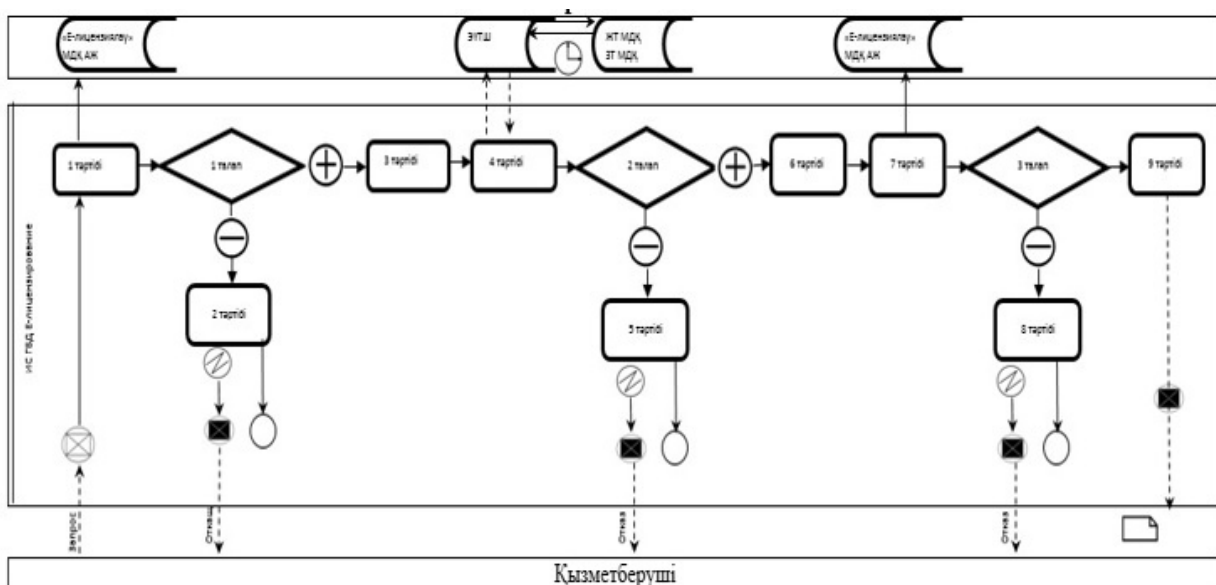 «Е-лицензиялау»
МДҚ АЖ
ЭҮТШ
ЖТ МДҚ
ЗТ МДҚ
«Е-лицензиялау»
МДҚ АЖ
1 тәртібі
1 талап
3 тәртібі
4 тәртібі
2 талап
6 тәртібі
7 тәртібі
3 талап
9 тәртібі
2 тәртібі
5 тәртібі
8 тәртібі
ИС ГБД Е-лицензирование
Запрос
Отказ
Отказ
Қызметберуші